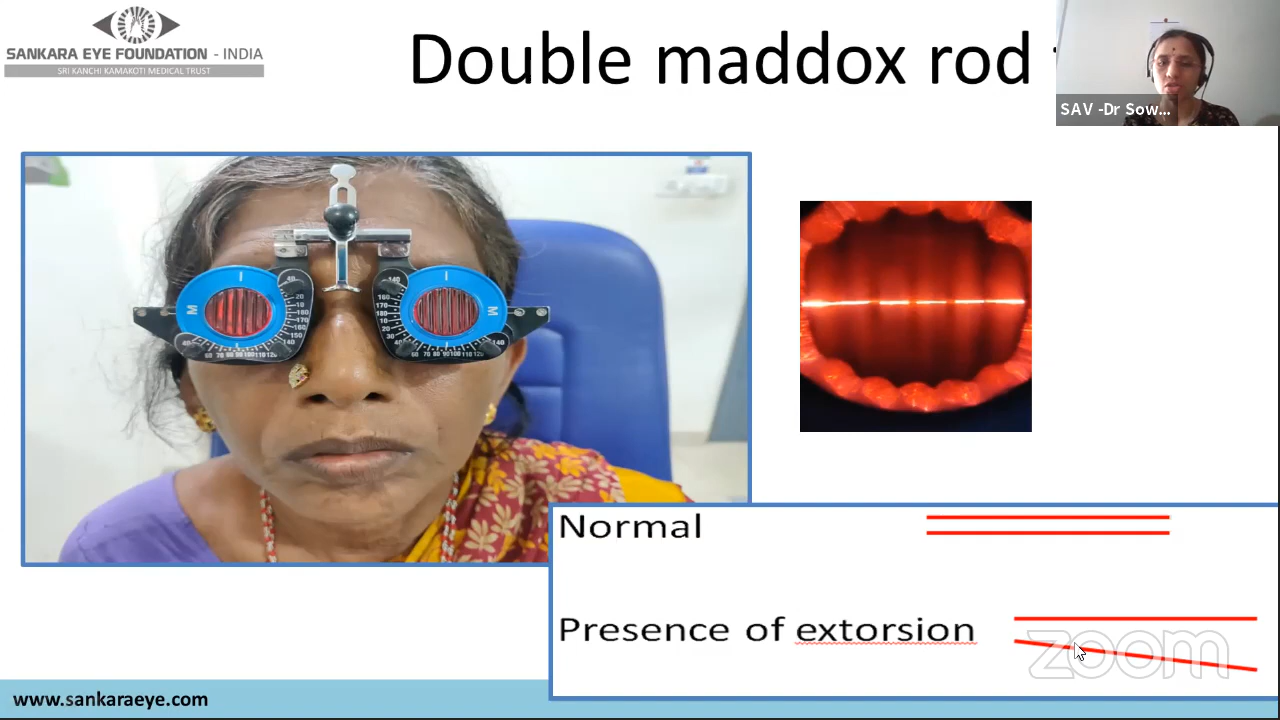 SANKARA EYE FOUNDATION - INDIA
SRI KANCHI KAMAKOTI MEDICAL TRUST
Double maddox rod
SAV -Dr Sow...
Normal
Presence of extorsion
zoom
www.sankaraeye.com